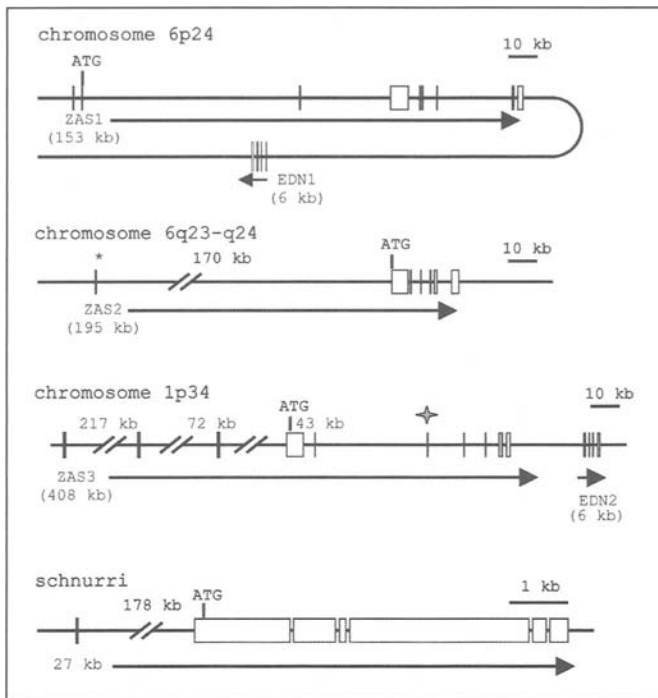 chromosome 6p24
10 kb
ATG
ZAS1
(153 kb)
EDN1
(6 kb)
chromosome 6q23-q24
* 170 kb ATG 10 kb
ZAS2
(195 kb)
chromosome 1p34
10 kb
217 kb 72 kb ATG 43 kb
ZAS3
(408 kb)
EDN2
(6 kb)
schnurri
178 kb ATG 1 kb
27 kb